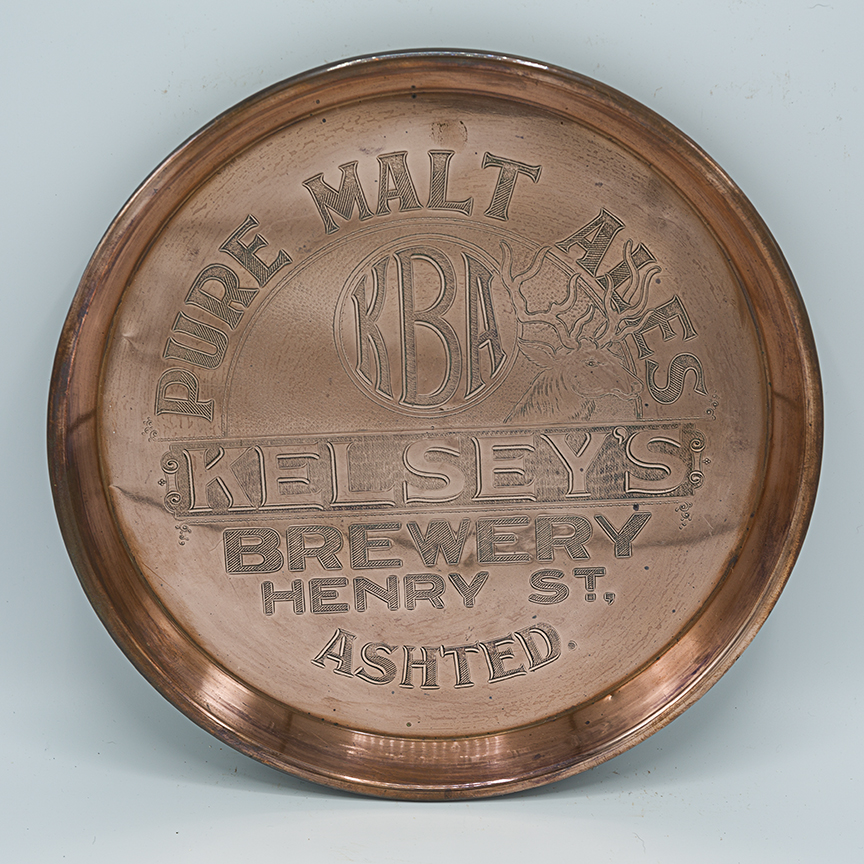 PURE MALT ALES
KBA
KELSEY'S
BREWERY
HENRY ST,
ASHTED.